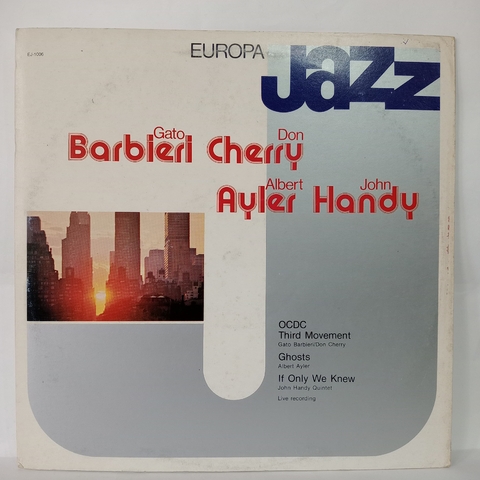 EJ-1036
EUROPA
Jazz
Gato
Barbieri
Don
Cherry
Albert
Ayler
John
Handy
OCDC
Third Movement
Gato Barbieri/Don Cherry
Ghosts
Albert Ayler
If Only We Knew
John Handy Quintet
Live recording